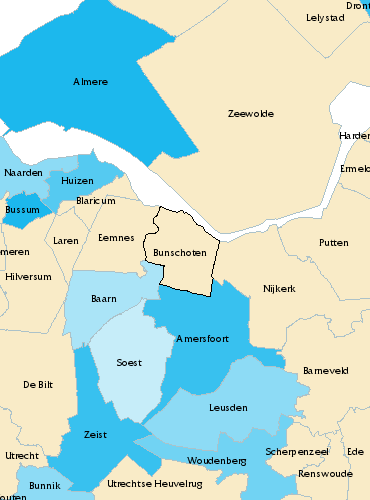 Dront
Lelystad
Almere
Zeewolde
Harder
Ermelo
Naarden
Huizen
Blaricum
Bussum
Laren
Eemnes
Putten
meren
Bunschoten
Hilversum
Nijkerk
Baarn
Amersfoort
Soest
Barneveld
De Bilt
Leusden
Zeist
Scherpenzeel
Ede
Utrecht
Woudenberg
Renswoude
Bunnik
Utrechtse Heuvelrug
outen